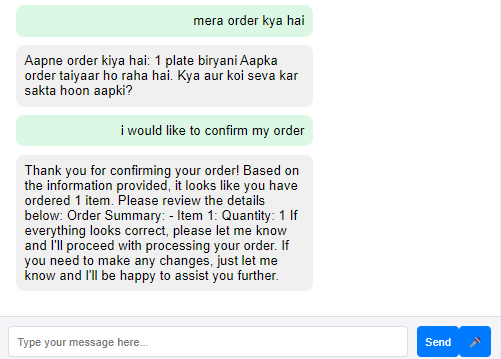 mera order kya hai
Aapne order kiya hai: 1 plate biryani Aapka
order taiyaar ho raha hai. Kya aur koi seva kar
sakta hoon aapki?
i would like to confirm my order
Thank you for confirming your order! Based on
the information provided, it looks like you have
ordered 1 item. Please review the details
below: Order Summary: - Item 1: Quantity: 1 If
everything looks correct, please let me know
and I'll proceed with processing your order. If
you need to make any changes, just let me
know and I'll be happy to assist you further.
Type your message here...
Send